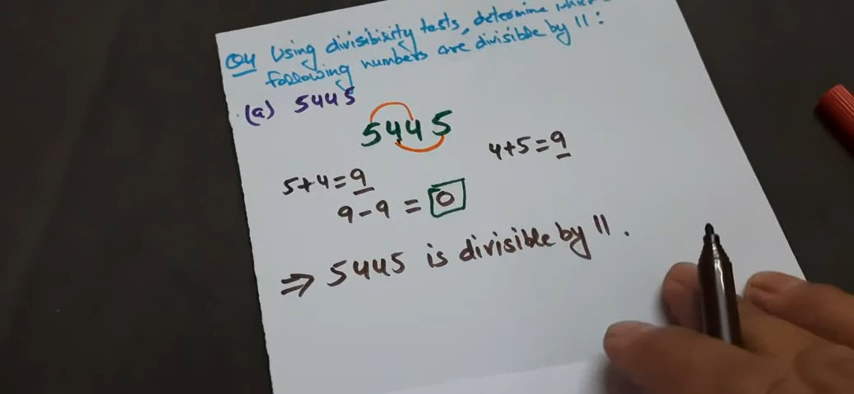 Q4 Using divisibility tests, determine which
following numbers are divisible by 11:
(a) 5445
5445
5+4=9
4+5=9
9-9=0
⇒ 5445 is divisible by 11.